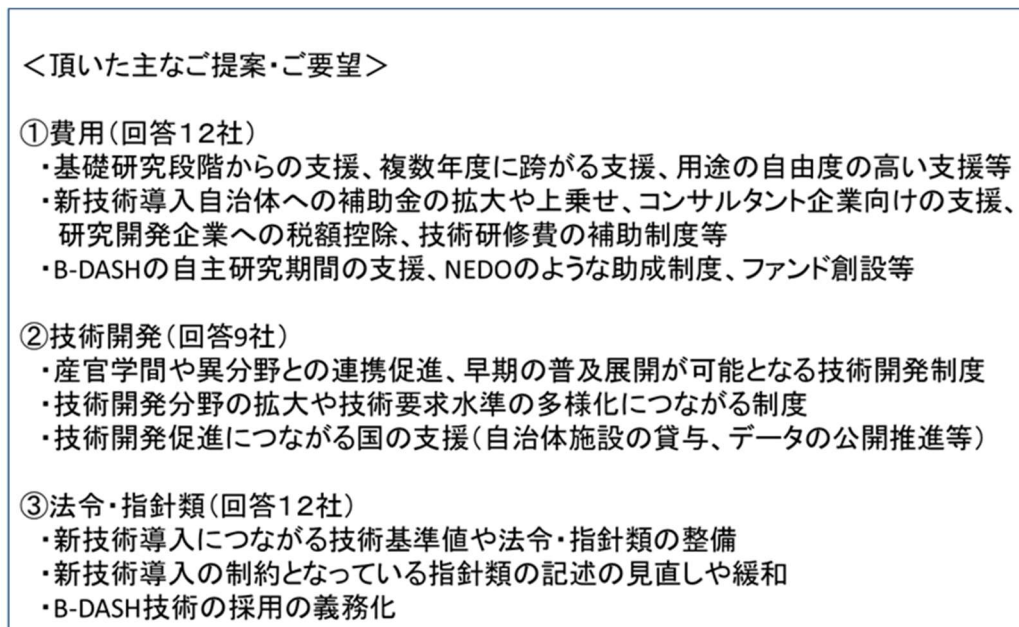 ＜頂いた主なご提案・ご要望＞
①費用（回答１２社）
・基礎研究段階からの支援、複数年度に跨がる支援、用途の自由度の高い支援等
・新技術導入自治体への補助金の拡大や上乗せ、コンサルタント企業向けの支援、
研究開発企業への税額控除、技術研修費の補助制度等
・B-DASHの自主研究期間の支援、NEDOのような助成制度、ファンド創設等
②技術開発（回答9社）
・産官学間や異分野との連携促進、早期の普及展開が可能となる技術開発制度
・技術開発分野の拡大や技術要求水準の多様化につながる制度
・技術開発促進につながる国の支援（自治体施設の貸与、データの公開推進等）
③法令・指針類（回答１２社）
・新技術導入につながる技術基準値や法令・指針類の整備
・新技術導入の制約となっている指針類の記述の見直しや緩和
・B-DASH技術の採用の義務化